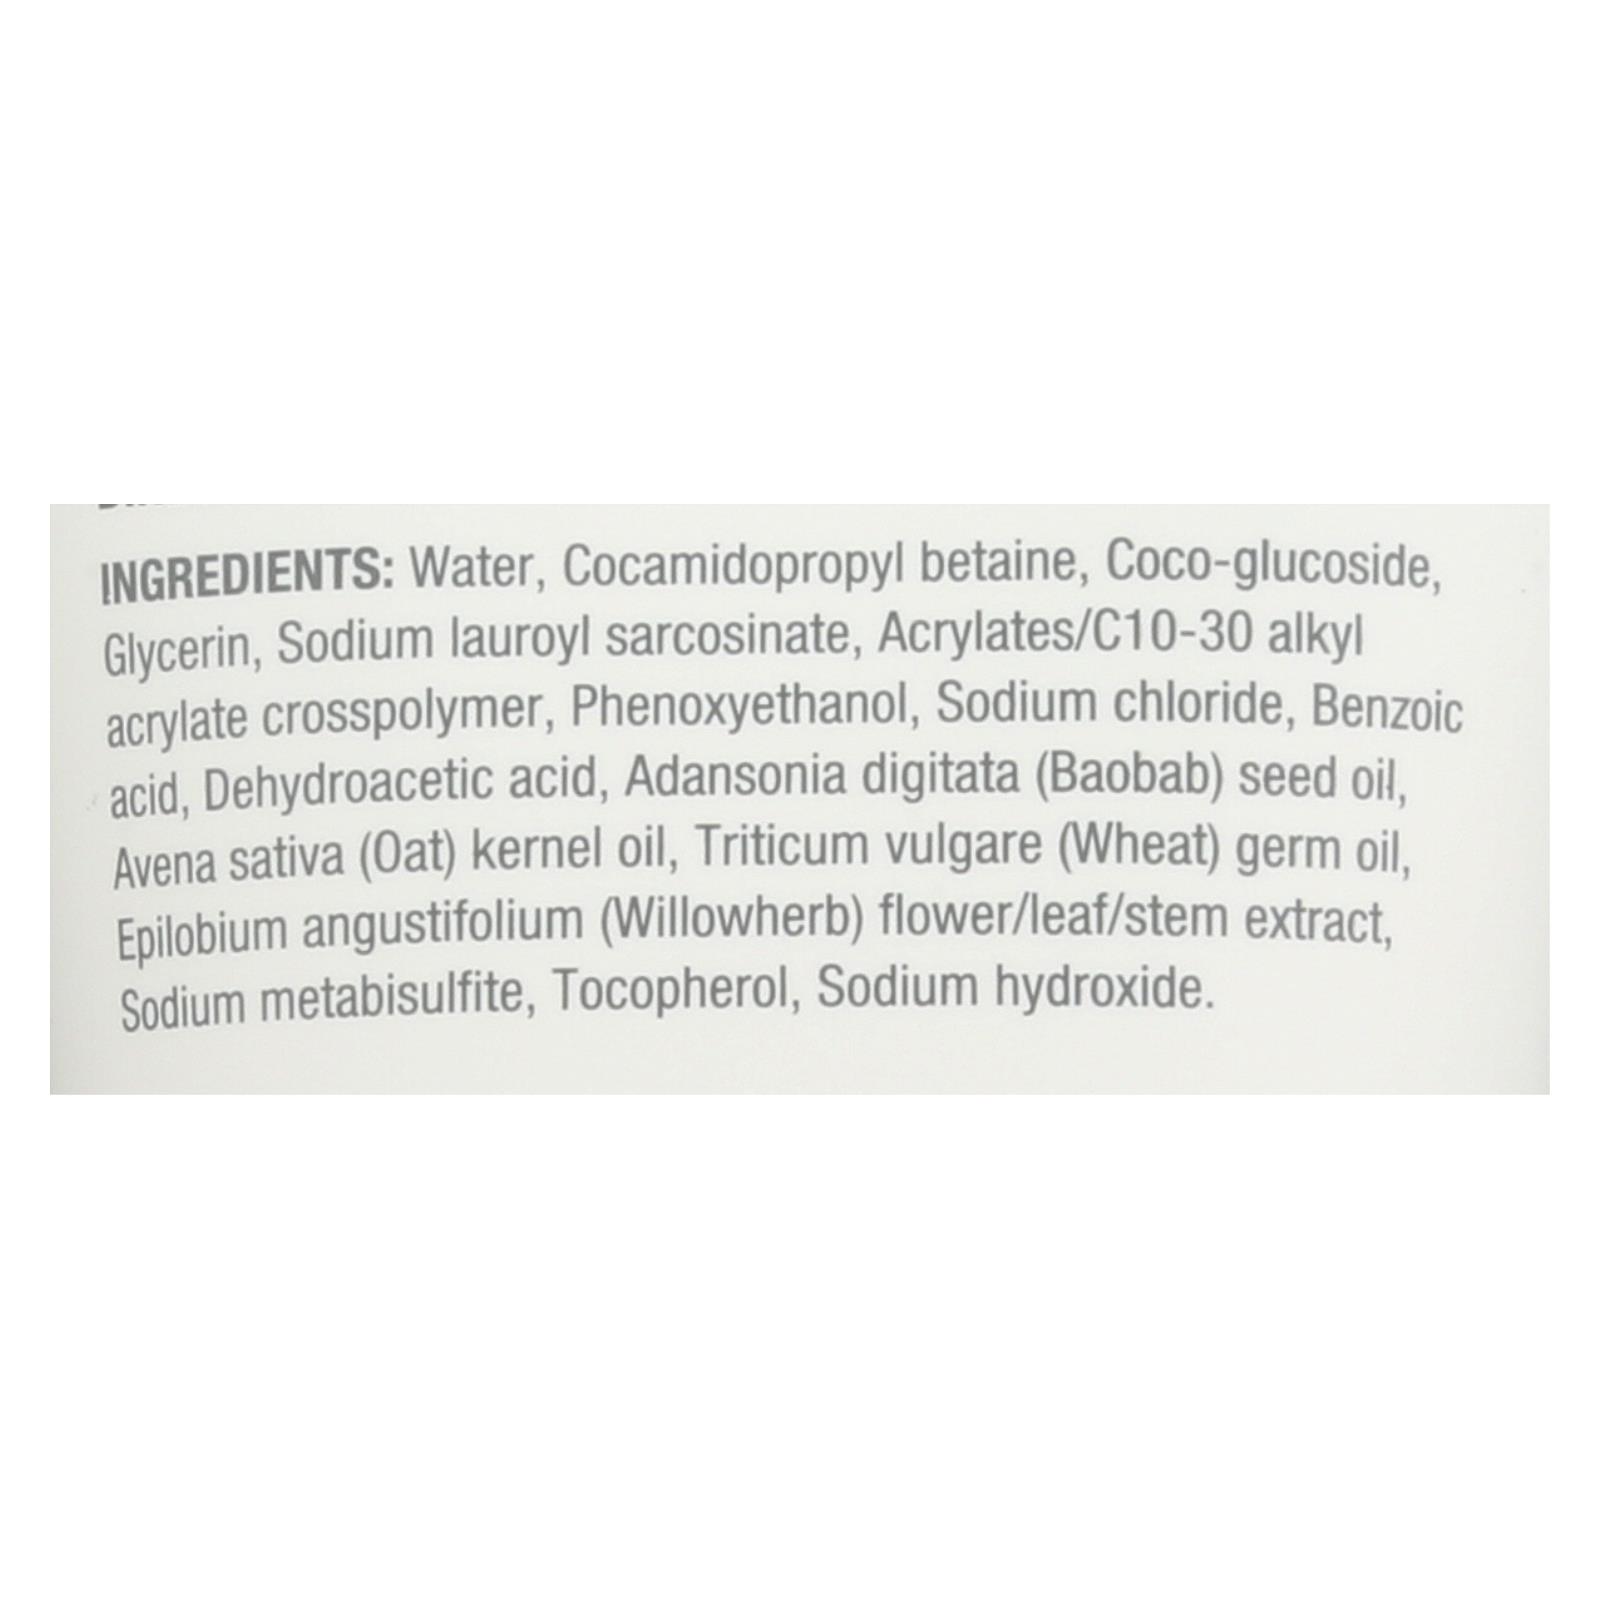 INGREDIENTS: Water, Cocamidopropyl betaine, Coco-glucoside,
Glycerin, Sodium lauroyl sarcosinate, Acrylates/C10-30 alkyl
acrylate crosspolymer, Phenoxyethanol, Sodium chloride, Benzoic
acid, Dehydroacetic acid, Adansonia digitata (Baobab) seed oil,
Avena sativa (Oat) kernel oil, Triticum vulgare (Wheat) germ oil,
Epilobium angustifolium (Willowherb) flower/leaf/stem extract,
Sodium metabisulfite, Tocopherol, Sodium hydroxide.